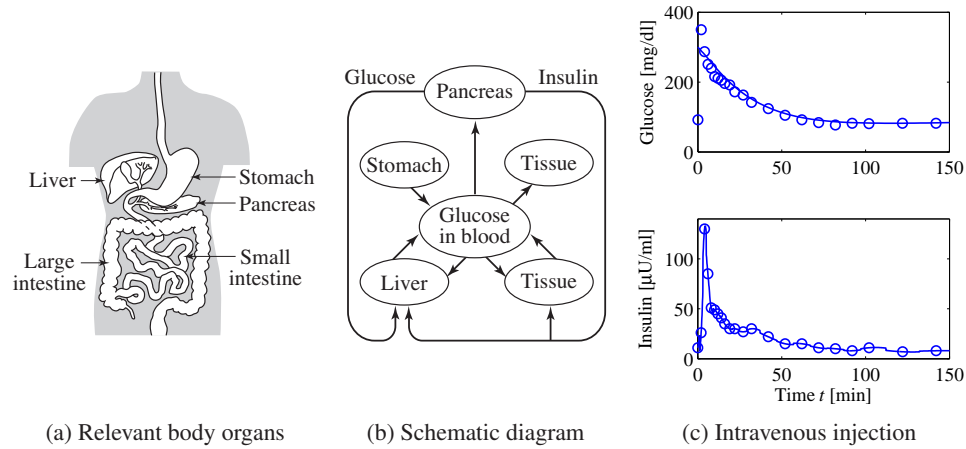 Liver
Stomach
Pancreas
Large
intestine
Small
intestine
(a) Relevant body organs
Glucose
Insulin
Pancreas
Stomach
Tissue
Glucose
in blood
Liver
Tissue
(b) Schematic diagram
Glucose [mg/dl]
400
200
0
0
50
100
150
Insulin [µU/ml]
100
50
0
0
50
100
150
Time t [min]
(c) Intravenous injection